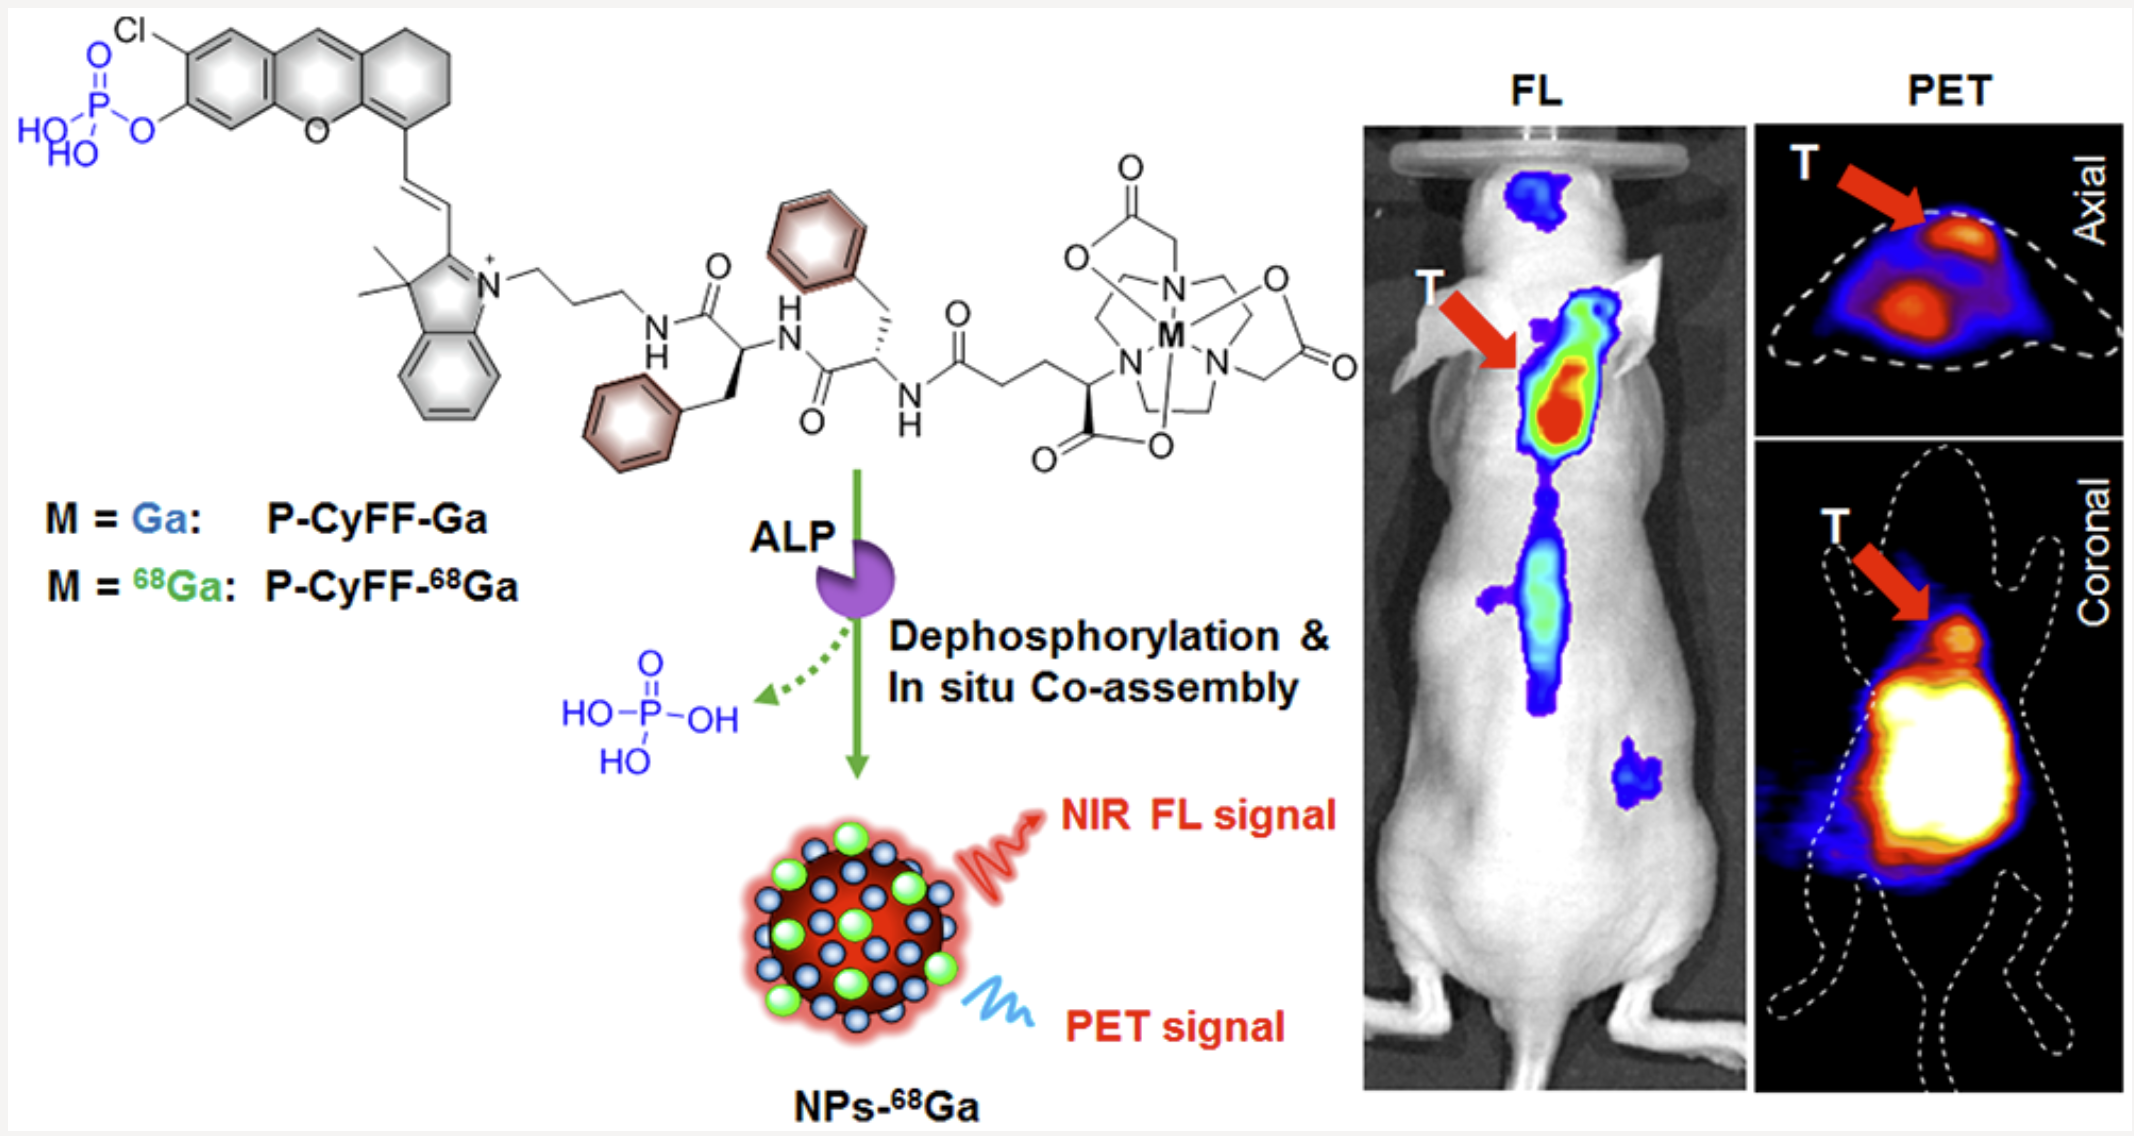 Cl
O
P
HO
HO
O
O
+
N
N
H
O
H
N
O
N
H
O
O
O
N
O
M
N
N
O
O
O
M = Ga: P-CyFF-Ga
M = ⁶⁸Ga: P-CyFF-⁶⁸Ga
ALP
Dephosphorylation &
In situ Co-assembly
O
HO P OH
HO
NIR FL signal
PET signal
NPs-⁶⁸Ga
FL
T
PET
T
Axial
T
Coronal